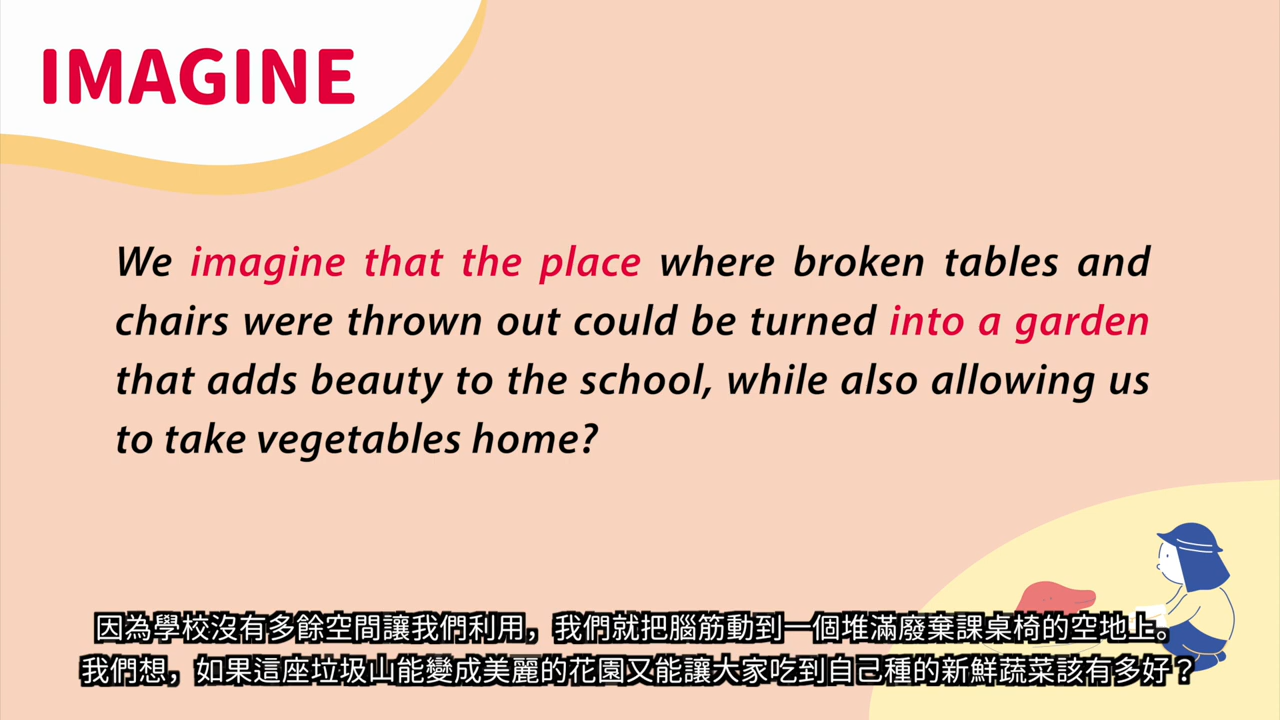 IMAGINE
We imagine that the place where broken tables and
chairs were thrown out could be turned into a garden
that adds beauty to the school, while also allowing us
to take vegetables home?
因為學校沒有多餘空間讓我們利用，我們就把腦筋動到一個堆滿廢棄課桌椅的空地上。
我們想，如果這座垃圾山能變成美麗的花園又能讓大家吃到自己種的新鮮蔬菜該有多好？